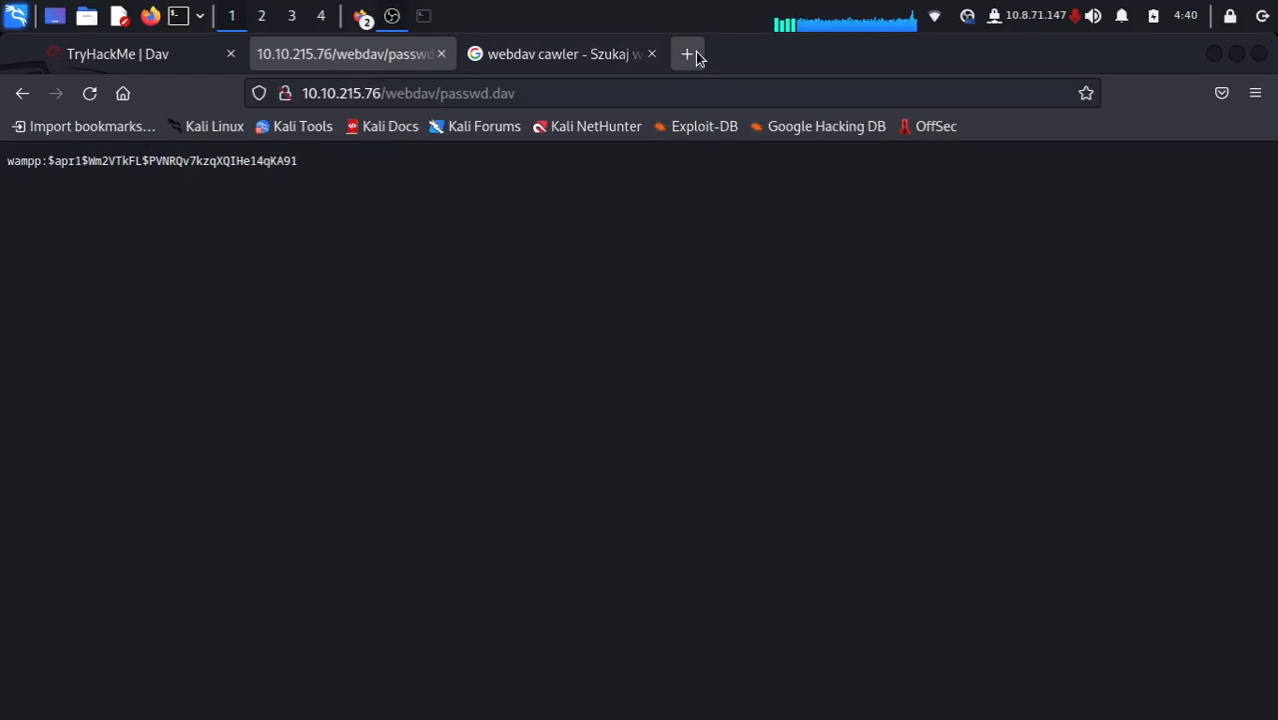 1 2 3 4 2 10.8.71.147 4:40
TryHackMe | Dav 10.10.215.76/webdav/passwd webdav cawler - Szukaj w
10.10.215.76/webdav/passwd.dav
Import bookmarks... Kali Linux Kali Tools Kali Docs Kali Forums Kali NetHunter Exploit-DB Google Hacking DB OffSec
wampp:$apr1$Wm2VTkFL$PVNRQv7kzqXQIHe14qKA91